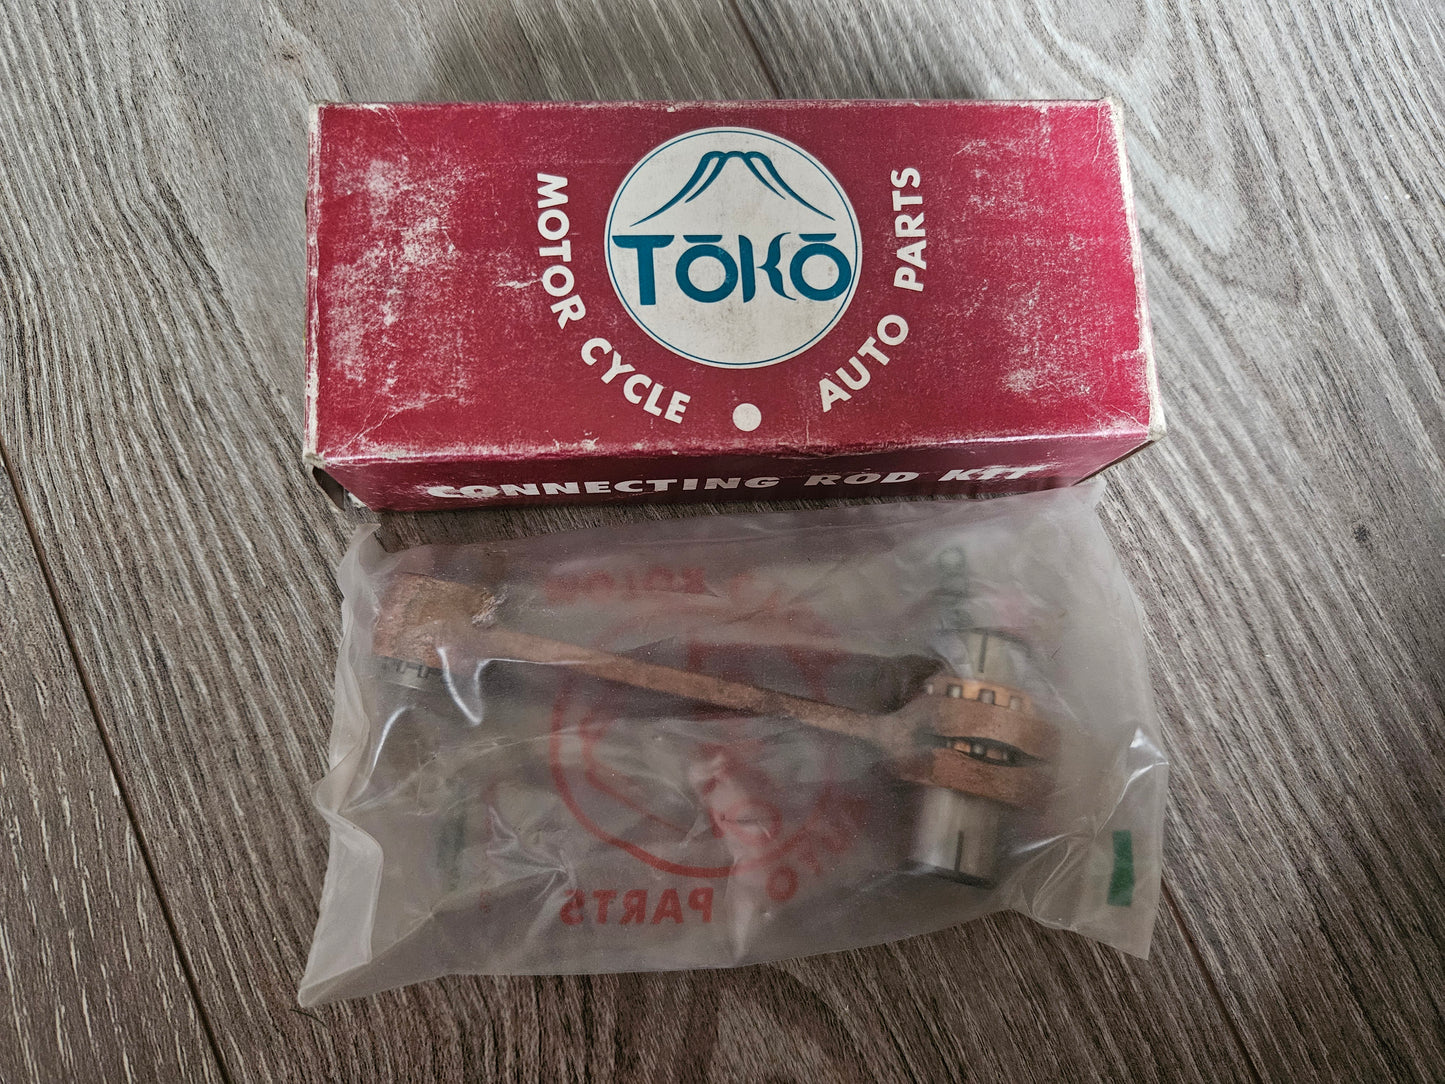 TŌKŌ
MOTOR CYCLE • AUTO PARTS
CONNECTING ROD KIT
PARTS